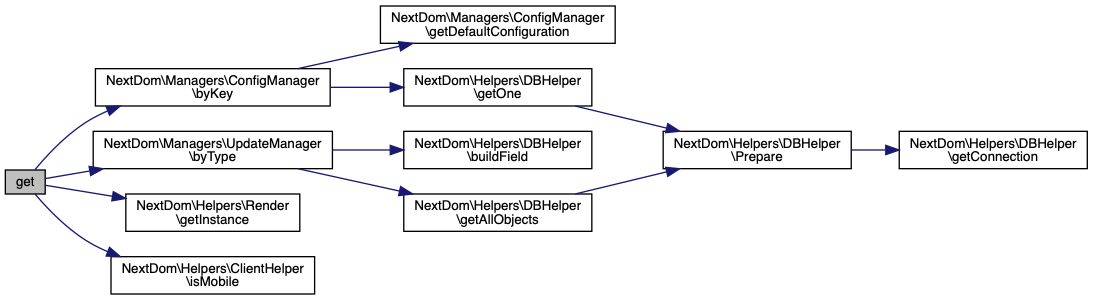 NextDom\Managers\ConfigManager
\getDefaultConfiguration
NextDom\Managers\ConfigManager
\byKey
NextDom\Helpers\DBHelper
\getOne
NextDom\Managers\UpdateManager
\byType
NextDom\Helpers\DBHelper
\buildField
NextDom\Helpers\DBHelper
\Prepare
NextDom\Helpers\DBHelper
\getConnection
get
NextDom\Helpers\Render
\getInstance
NextDom\Helpers\DBHelper
\getAllObjects
NextDom\Helpers\ClientHelper
\isMobile